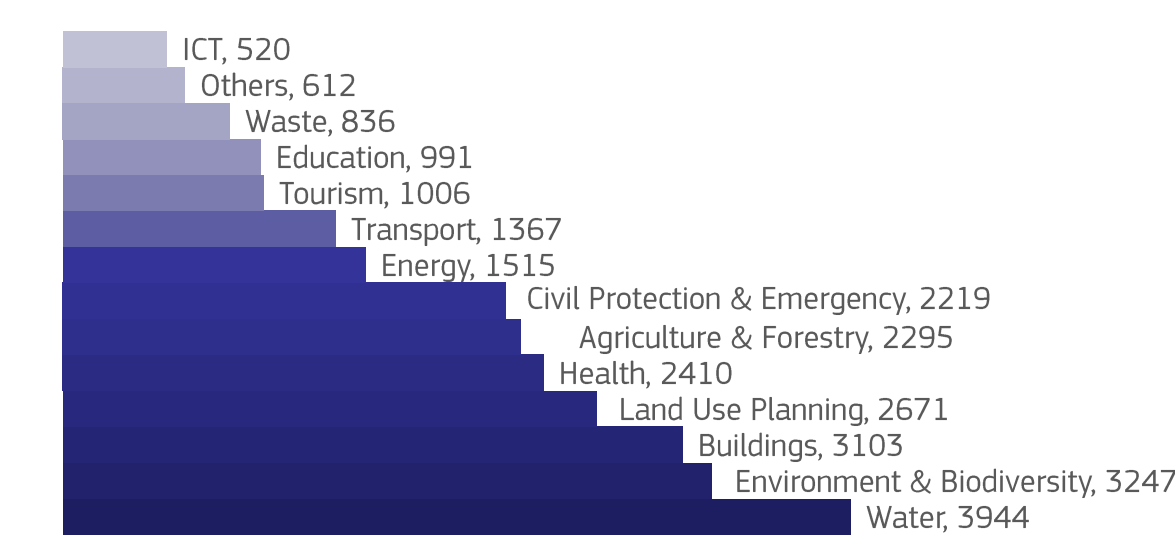 ICT, 520
Others, 612
Waste, 836
Education, 991
Tourism, 1006
Transport, 1367
Energy, 1515
Civil Protection & Emergency, 2219
Agriculture & Forestry, 2295
Health, 2410
Land Use Planning, 2671
Buildings, 3103
Environment & Biodiversity, 3247
Water, 3944